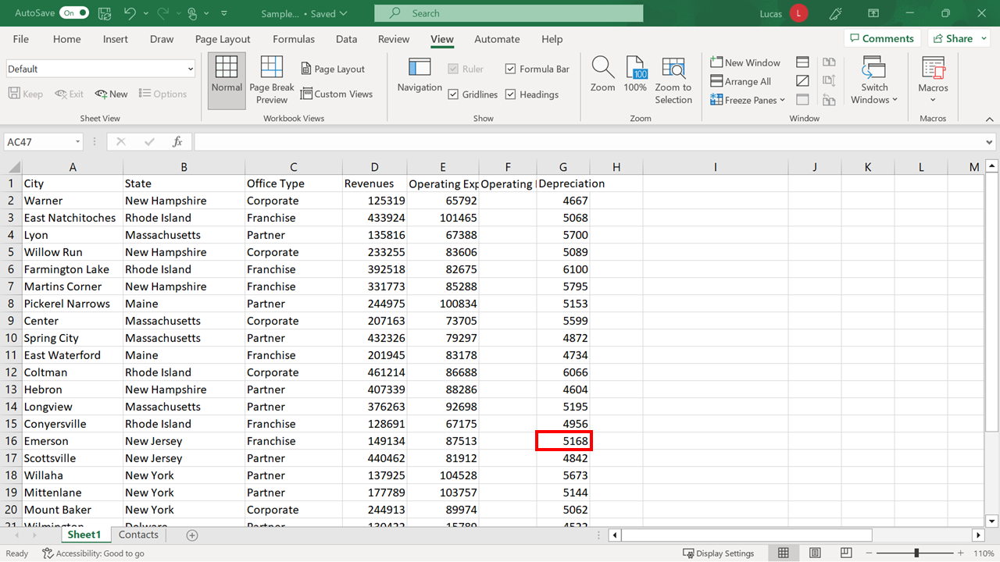 AutoSave On Sample... • Saved Search Lucas L
File Home Insert Draw Page Layout Formulas Data Review View Automate Help Comments Share
Default
Keep Exit New Options
Sheet View
Normal
Page Break Preview
Page Layout
Custom Views
Workbook Views
Navigation
Ruler Formula Bar
Gridlines Headings
Show
Zoom
100
100%
Zoom to Selection
Zoom
New Window
Arrange All
Freeze Panes
Switch Windows
Window
Macros
Macros
AC47 fx
A B C D E F G H I J K L M
1 City State Office Type Revenues Operating Exp Operating Depreciation
2 Warner New Hampshire Corporate 125319 65792 4667
3 East Natchitoches Rhode Island Franchise 433924 101465 5068
4 Lyon Massachusetts Partner 135816 67388 5700
5 Willow Run New Hampshire Corporate 233255 83606 5089
6 Farmington Lake Rhode Island Franchise 392518 82675 6100
7 Martins Corner New Hampshire Franchise 331773 85288 5795
8 Pickerel Narrows Maine Partner 244975 100834 5153
9 Center Massachusetts Corporate 207163 73705 5599
10 Spring City Massachusetts Partner 432326 79297 4872
11 East Waterford Maine Franchise 201945 83178 4734
12 Coltman Rhode Island Corporate 461214 86688 6066
13 Hebron New Hampshire Partner 407339 88286 4604
14 Longview Massachusetts Partner 376263 92698 5195
15 Conyersville Rhode Island Franchise 128691 67175 4956
16 Emerson New Jersey Franchise 149134 87513 5168
17 Scottsville New Jersey Partner 440462 81912 4842
18 Willaha New York Partner 137925 104528 5673
19 Mittenlane New York Partner 177789 103757 5144
20 Mount Baker New York Corporate 244913 89974 5062
21 Wilmington Delaware Partner
Sheet1 Contacts
Ready Accessibility: Good to go Display Settings 110%